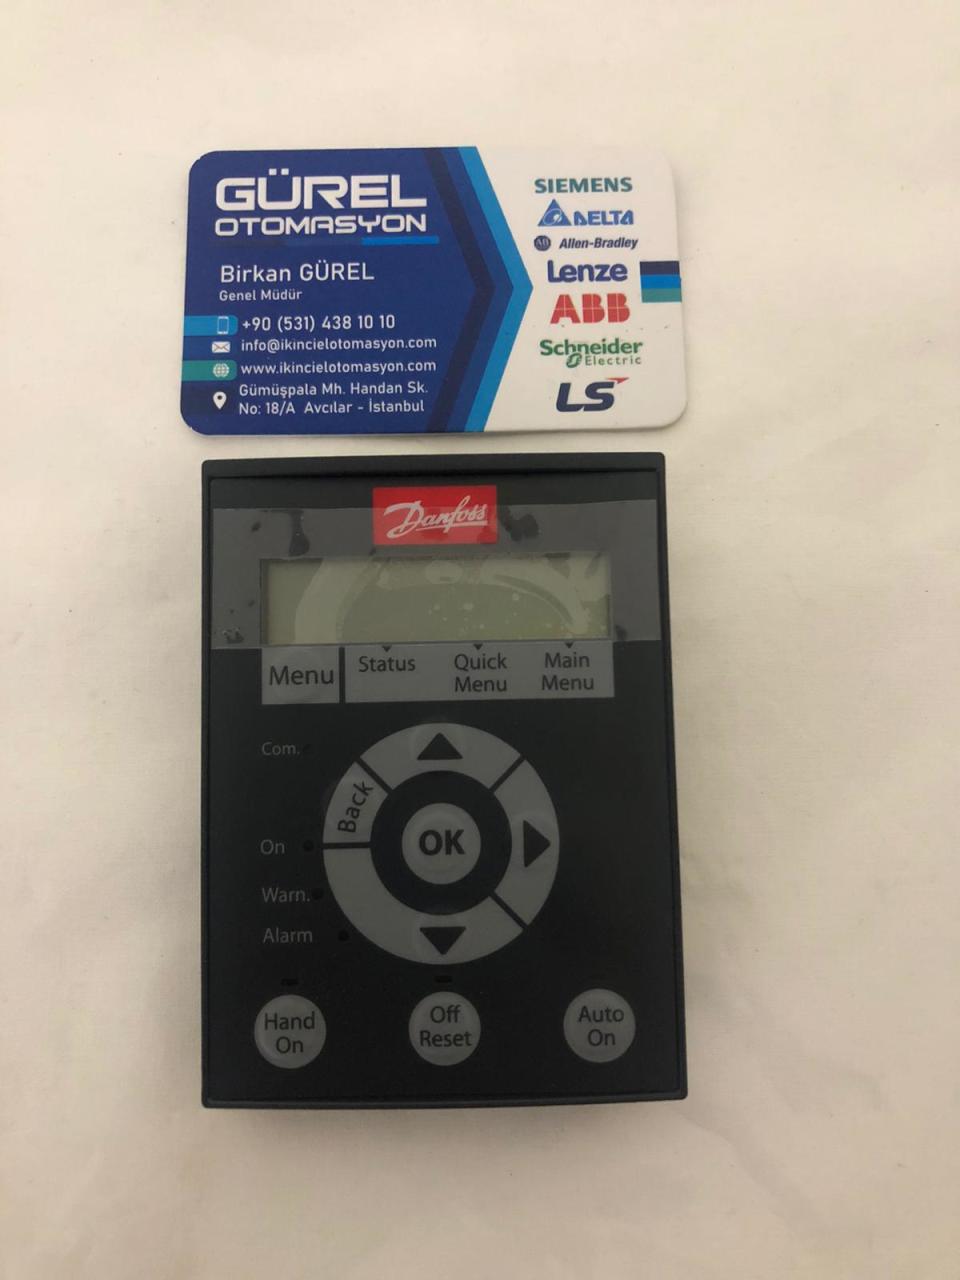 GÜREL
OTOMASYON
Birkan GÜREL
Genel Müdür
+90 (531) 438 10 10
info@ikincielotomasyon.com
www.ikincielotomasyon.com
Gümüşpala Mh. Handan Sk.
No: 18/A Avcılar - İstanbul
SIEMENS
DELTA
AB Allen-Bradley
Lenze
ABB
Schneider
Electric
LS
Danfoss
Menu
Status
Quick
Menu
Main
Menu
Com.
Back
OK
On
Warn.
Alarm
Hand
On
Off
Reset
Auto
On